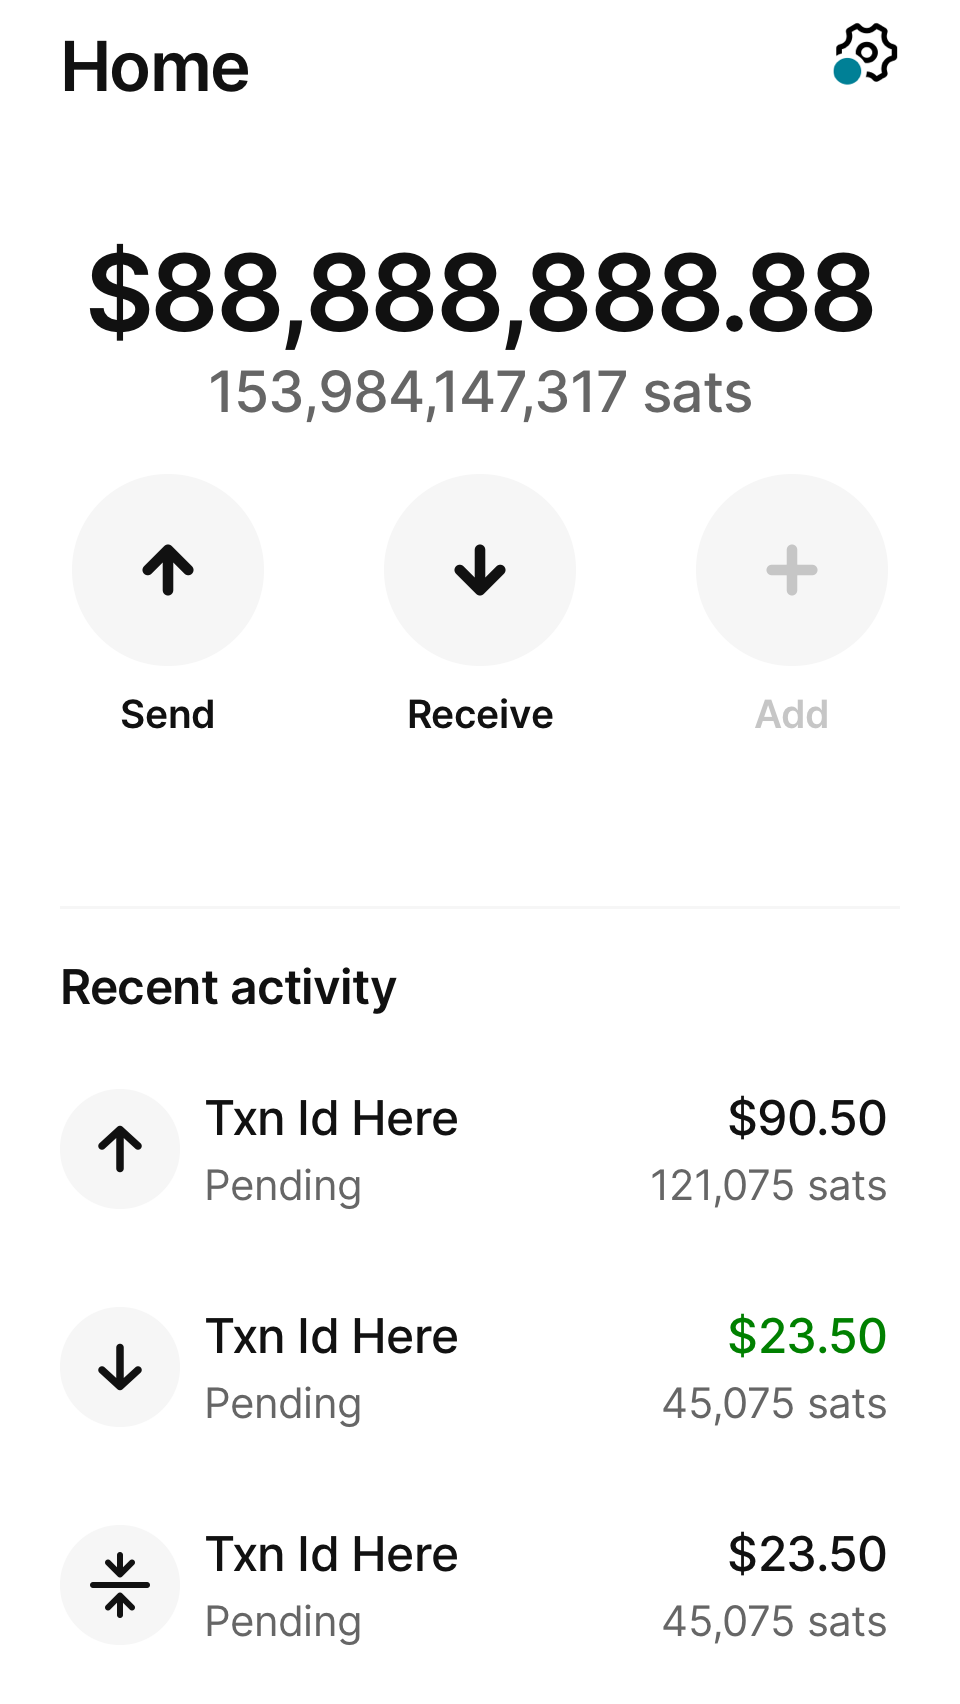 Home
$88,888,888.88
153,984,147,317 sats
Send Receive Add
Recent activity
Txn Id Here $90.50
Pending 121,075 sats
Txn Id Here $23.50
Pending 45,075 sats
Txn Id Here $23.50
Pending 45,075 sats